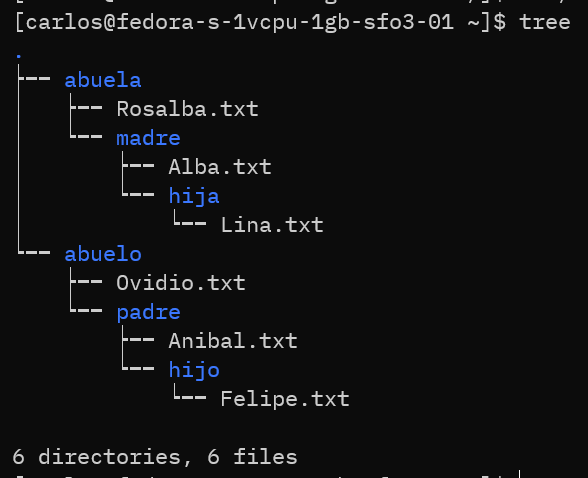 [carlos@fedora-s-1vcpu-1gb-sfo3-01 ~]$ tree
.
├── abuela
│   ├── Rosalba.txt
│   └── madre
│       ├── Alba.txt
│       └── hija
│           └── Lina.txt
└── abuelo
    ├── Ovidio.txt
    └── padre
        ├── Anibal.txt
        └── hijo
            └── Felipe.txt

6 directories, 6 files